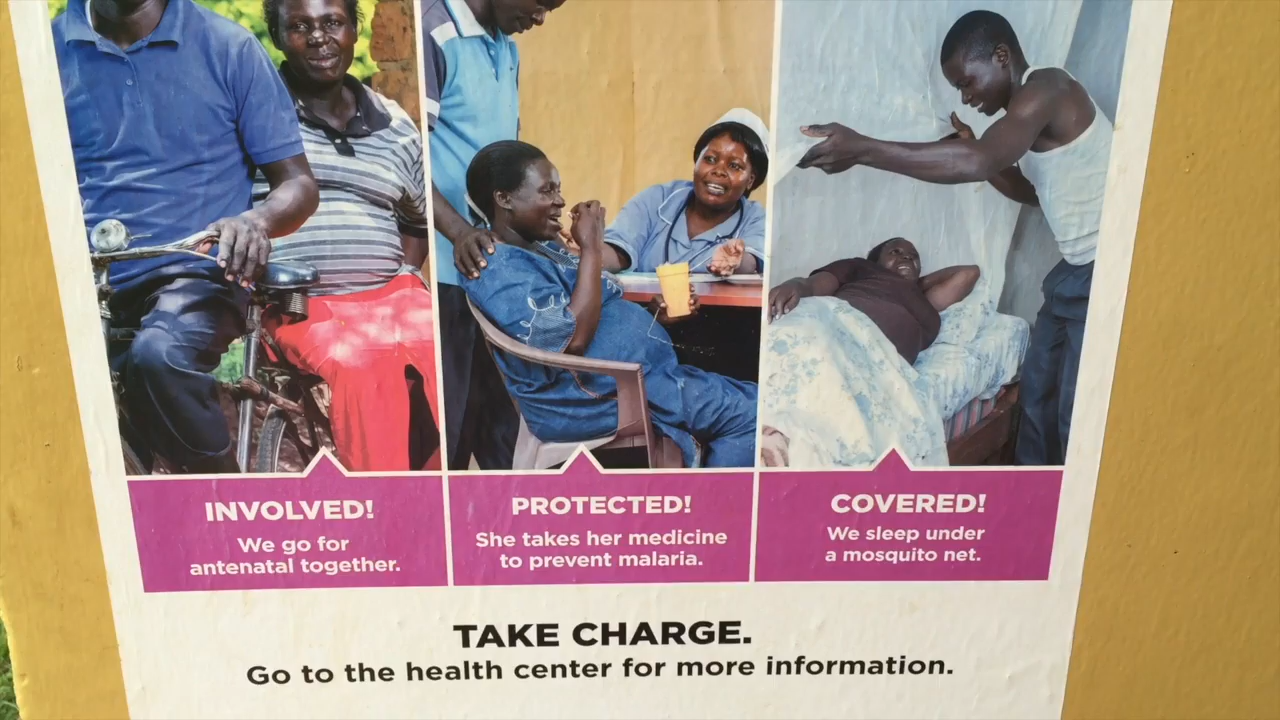 INVOLVED!
We go for
antenatal together.
PROTECTED!
She takes her medicine
to prevent malaria.
COVERED!
We sleep under
a mosquito net.
TAKE CHARGE.
Go to the health center for more information.